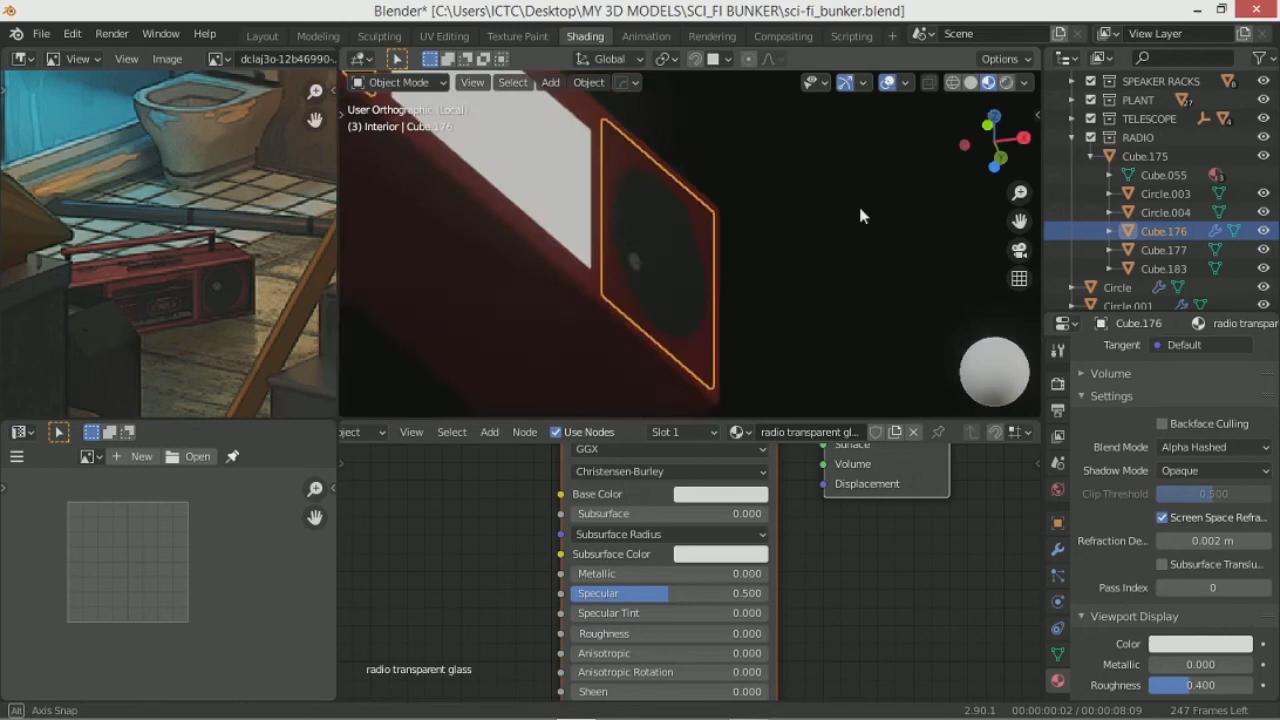 Blender* [C:\Users\ICTC\Desktop\MY 3D MODELS\SCI_FI BUNKER\sci-fi_bunker.blend]
File Edit Render Window Help
Layout Modeling Sculpting UV Editing Texture Paint Shading Animation Rendering Compositing Scripting
Scene View Layer
View View Image dclaj3o-12b46990-..
Global Options
Object Mode View Select Add Object
User Orthographic (Local)
(3) Interior | Cube.176
SPEAKER RACKS 8
PLANT 27
TELESCOPE 4
RADIO
Cube.175
Cube.055 3
Circle.003
Circle.004
Cube.176
Cube.177
Cube.183
Circle
Circle.001
Cube.176 radio transpar
Tangent Default
Volume
Settings
Backface Culling
Blend Mode Alpha Hashed
Shadow Mode Opaque
Clip Threshold 0.500
Screen Space Refra...
Refraction De... 0.002 m
Subsurface Translu...
Pass Index 0
Viewport Display
Color
Metallic 0.000
Roughness 0.400
New Open
ject View Select Add Node Use Nodes Slot 1 radio transparent gl...
Surface
Volume
Displacement
GGX
Christensen-Burley
Base Color
Subsurface 0.000
Subsurface Radius
Subsurface Color
Metallic 0.000
Specular 0.500
Specular Tint 0.000
Roughness 0.000
Anisotropic 0.000
Anisotropic Rotation 0.000
Sheen 0.000
radio transparent glass
Alt Axis Snap
2.90.1 00:00:00:02 / 00:00:08:09 247 Frames Left